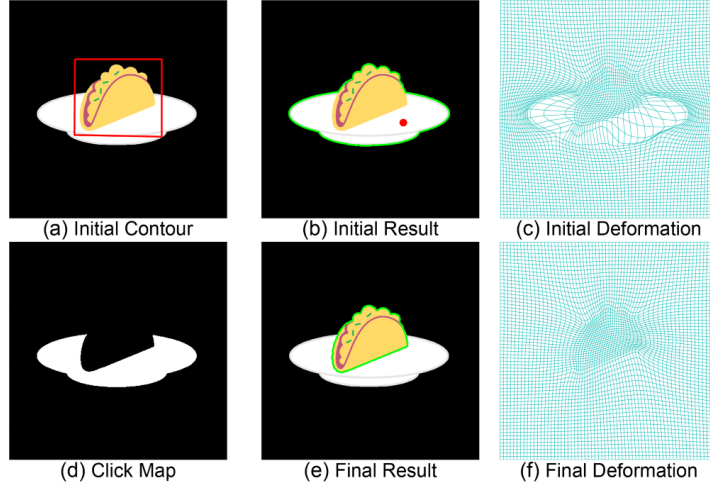 (a) Initial Contour
(b) Initial Result
(c) Initial Deformation
(d) Click Map
(e) Final Result
(f) Final Deformation